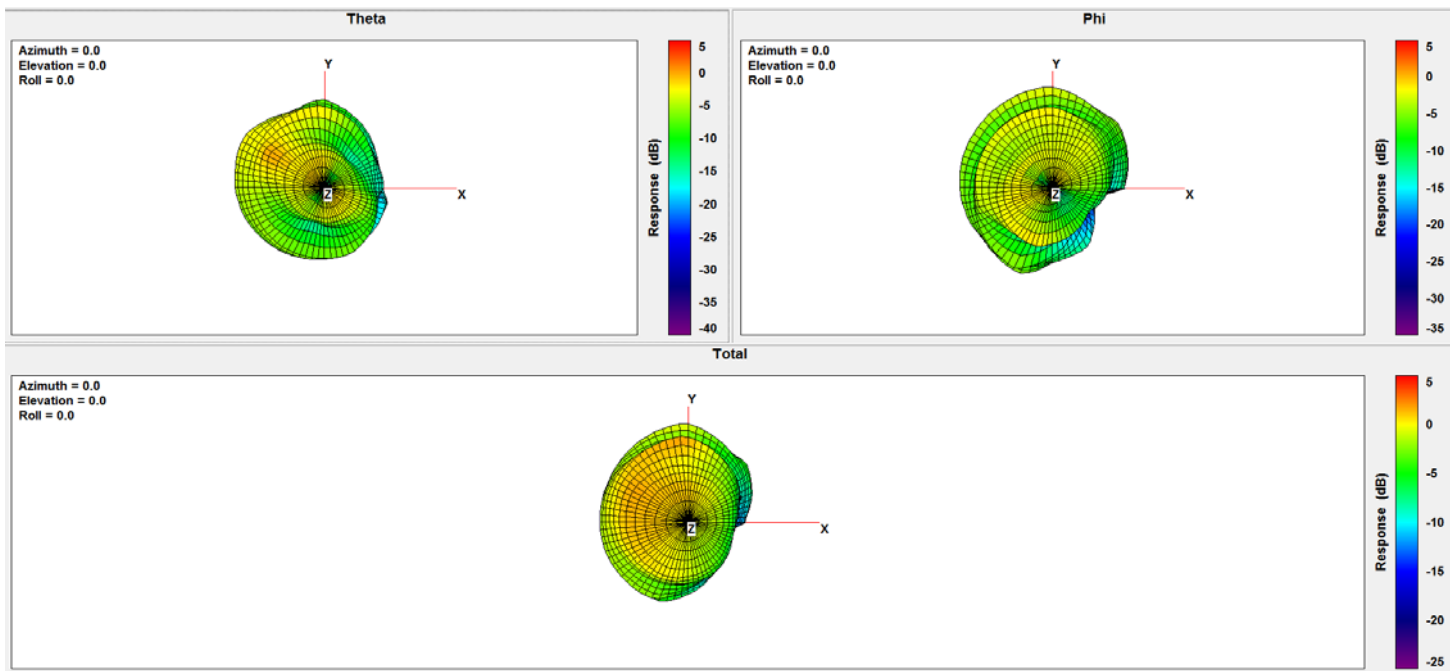 Theta
Azimuth = 0.0
Elevation = 0.0
Roll = 0.0
Y
X
Z
Response (dB)
5
0
-5
-10
-15
-20
-25
-30
-35
-40
Phi
Azimuth = 0.0
Elevation = 0.0
Roll = 0.0
Y
X
Z
Response (dB)
5
0
-5
-10
-15
-20
-25
-30
-35
Total
Azimuth = 0.0
Elevation = 0.0
Roll = 0.0
Y
X
Z
Response (dB)
5
0
-5
-10
-15
-20
-25